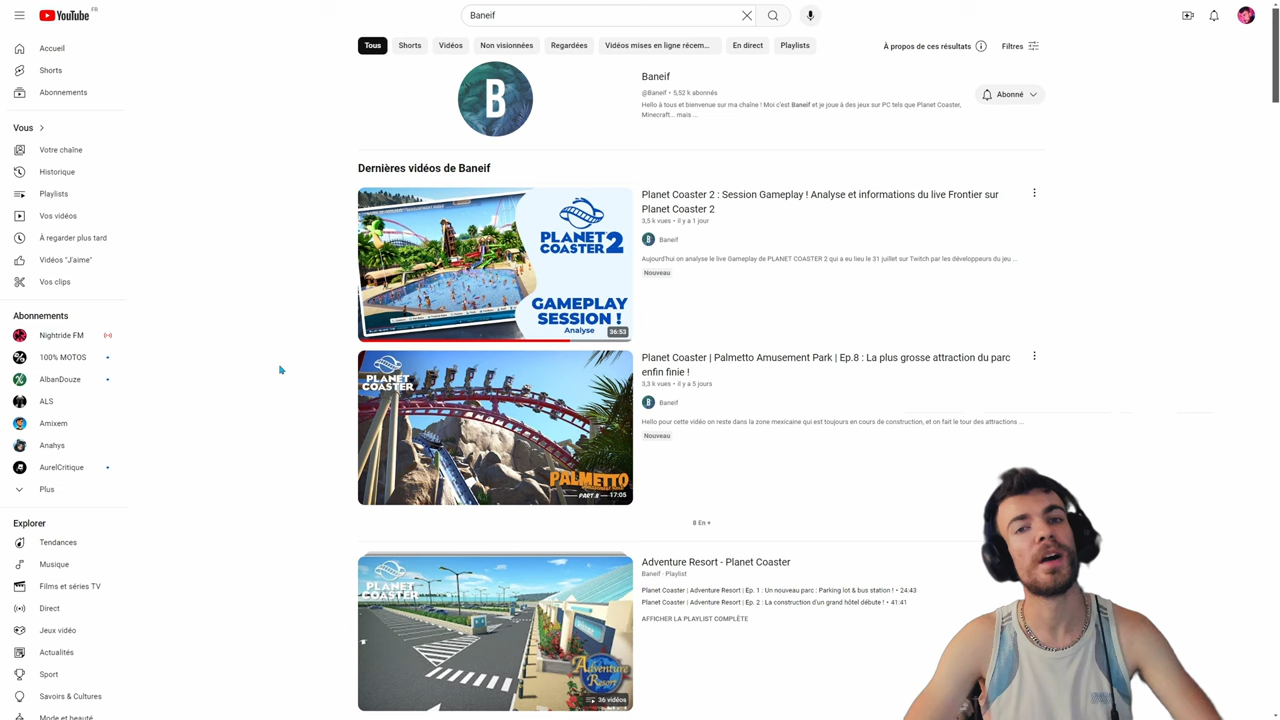 YouTube FR
Baneif
Accueil
Shorts
Abonnements
Vous
Votre chaîne
Historique
Playlists
Vos vidéos
À regarder plus tard
Vidéos "J'aime"
Vos clips
Abonnements
Nightride FM
100% MOTOS
AlbanDouze
ALS
Amixem
Anahys
AurelCritique
Plus
Explorer
Tendances
Musique
Films et séries TV
Direct
Jeux vidéo
Actualités
Sport
Savoirs & Cultures
Mode et beauté
Tous
Shorts
Vidéos
Non visionnées
Regardées
Vidéos mises en ligne récem...
En direct
Playlists
À propos de ces résultats
Filtres
B
Baneif
@Baneif • 5,52 k abonnés
Hello à tous et bienvenue sur ma chaîne ! Moi c'est Baneif et je joue à des jeux sur PC tels que Planet Coaster,
Minecraft... mais ...
Abonné
Dernières vidéos de Baneif
PLANET
COASTER 2
GAMEPLAY
SESSION !
Analyse
36:53
Planet Coaster 2 : Session Gameplay ! Analyse et informations du live Frontier sur
Planet Coaster 2
3,5 k vues • il y a 1 jour
B
Baneif
Aujourd'hui on analyse le live Gameplay de PLANET COASTER 2 qui a eu lieu le 31 juillet sur Twitch par les développeurs du jeu ...
Nouveau
PLANET
COASTER
PALMETTO
PART.8
17:05
Planet Coaster | Palmetto Amusement Park | Ep.8 : La plus grosse attraction du parc
enfin finie !
3,3 k vues • il y a 5 jours
B
Baneif
Hello pour cette vidéo on reste dans la zone mexicaine qui est toujours en cours de construction, et on fait le tour des attractions ...
Nouveau
8 En +
PLANET
COASTER
Adventure
Resort
36 vidéos
Adventure Resort - Planet Coaster
Baneif · Playlist
Planet Coaster | Adventure Resort | Ep. 1 : Un nouveau parc : Parking lot & bus station ! • 24:43
Planet Coaster | Adventure Resort | Ep. 2 : La construction d'un grand hôtel débute ! • 41:41
AFFICHER LA PLAYLIST COMPLÈTE